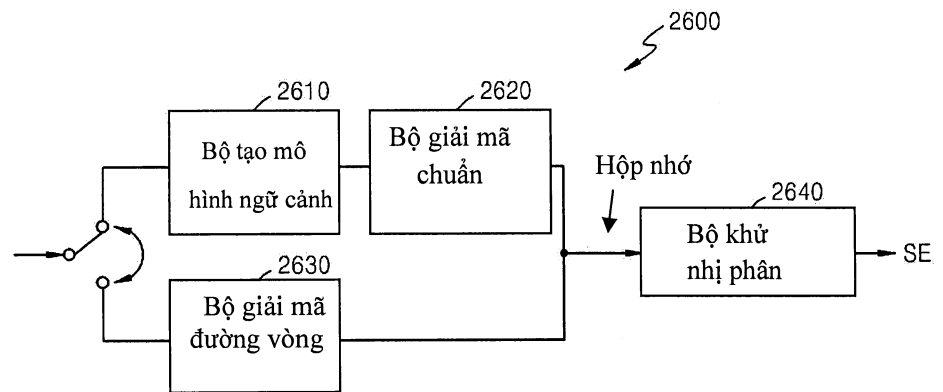 2600
2610
Bộ tạo mô
hình ngữ cảnh
2620
Bộ giải mã
chuẩn
Hộp nhớ
2640
Bộ khử
nhị phân
SE
2630
Bộ giải mã
đường vòng